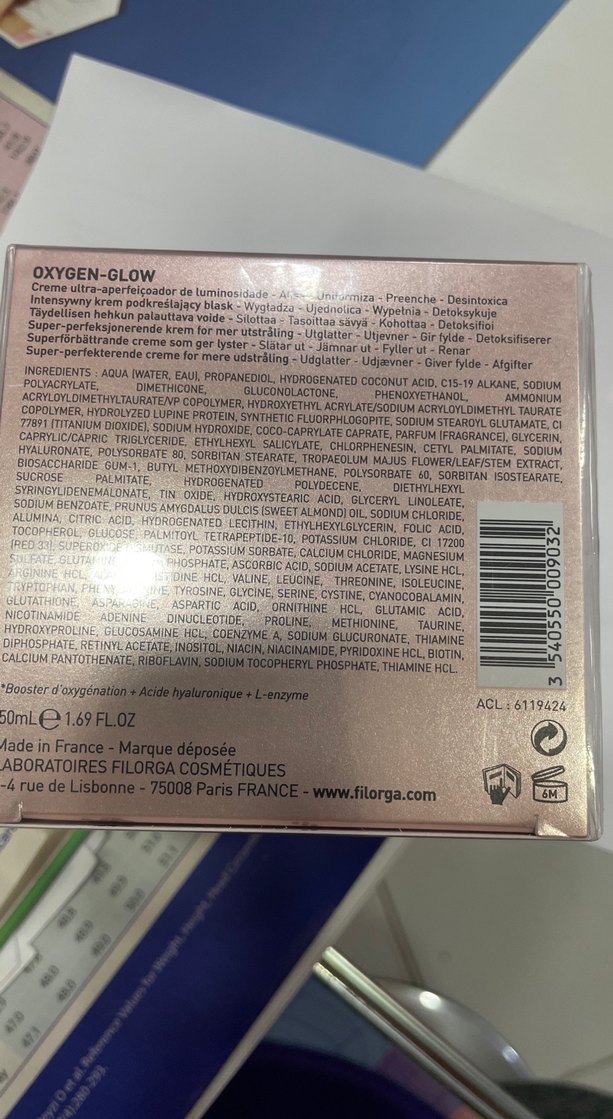 OXYGEN-GLOW
Creme ultra-aperfeiçoador de luminosidade - Uniformiza - Preenche - Desintoxica
Intensywny krem podkreślający blask - Wygładza - Ujednolica - Wypełnia - Detoksykuje
Täydellisen hehkun palauttava voide - Silottaa - Tasoittaa sävyä - Kohottaa - Detoksifioi
Super-perfeksjonerende krem for mer utstråling - Utglatter - Utjevner - Gir fylde - Detoksifiserer
Superförbättrande creme som ger lyster - Slätar ut - Jämnar ut - Fyller ut - Renar
Super-perfekterende creme for mere udstråling - Udglatter - Udjævner - Giver fylde - Afgifter
INGREDIENTS : AQUA (WATER, EAU), PROPANEDIOL, HYDROGENATED COCONUT ACID, C15-19 ALKANE, SODIUM
POLYACRYLATE, DIMETHICONE, GLUCONOLACTONE, PHENOXYETHANOL, AMMONIUM
ACRYLOYLDIMETHYLTAURATE/VP COPOLYMER, HYDROXYETHYL ACRYLATE/SODIUM ACRYLOYLDIMETHYL TAURATE
COPOLYMER, HYDROLYZED LUPINE PROTEIN, SYNTHETIC FLUORPHLOGOPITE, SODIUM STEAROYL GLUTAMATE, CI
77891 (TITANIUM DIOXIDE), SODIUM HYDROXIDE, COCO-CAPRYLATE CAPRATE, PARFUM (FRAGRANCE), GLYCERIN,
CAPRYLIC/CAPRIC TRIGLYCERIDE, ETHYLHEXYL SALICYLATE, CHLORPHENESIN, CETYL PALMITATE, SODIUM
HYALURONATE, POLYSORBATE 80, SORBITAN STEARATE, TROPAEOLUM MAJUS FLOWER/LEAF/STEM EXTRACT,
BIOSACCHARIDE GUM-1, BUTYL METHOXYDIBENZOYLMETHANE, POLYSORBATE 60, SORBITAN ISOSTEARATE,
SUCROSE PALMITATE, HYDROGENATED POLYDECENE, DIETHYLHEXYL
SYRINGYLIDENEMALONATE, TIN OXIDE, HYDROXYSTEARIC ACID, GLYCERYL LINOLEATE,
SODIUM BENZOATE, PRUNUS AMYGDALUS DULCIS (SWEET ALMOND) OIL, SODIUM CHLORIDE,
ALUMINA, CITRIC ACID, HYDROGENATED LECITHIN, ETHYLHEXYLGLYCERIN, FOLIC ACID,
TOCOPHEROL, GLUCOSE, PALMITOYL TETRAPEPTIDE-10, POTASSIUM CHLORIDE, CI 17200
(RED 33), SUPEROXIDE DISMUTASE, POTASSIUM SORBATE, CALCIUM CHLORIDE, MAGNESIUM
SULFATE, PHOSPHATE, ASCORBIC ACID, SODIUM ACETATE, LYSINE HCL,
ARGININE HCL, HISTIDINE HCL, VALINE, LEUCINE, THREONINE, ISOLEUCINE,
TRYPTOPHAN, TYROSINE, GLYCINE, SERINE, CYSTINE, CYANOCOBALAMIN,
GLUTATHIONE, ASPARAGINE, ASPARTIC ACID, ORNITHINE HCL, GLUTAMIC ACID,
NICOTINAMIDE ADENINE DINUCLEOTIDE, PROLINE, METHIONINE, TAURINE,
HYDROXYPROLINE, GLUCOSAMINE HCL, COENZYME A, SODIUM GLUCURONATE, THIAMINE
DIPHOSPHATE, RETINYL ACETATE, INOSITOL, NIACIN, NIACINAMIDE, PYRIDOXINE HCL, BIOTIN,
CALCIUM PANTOTHENATE, RIBOFLAVIN, SODIUM TOCOPHERYL PHOSPHATE, THIAMINE HCL.
*Booster d'oxygénation + Acide hyaluronique + L-enzyme
50mL e 1.69 FL.OZ
Made in France - Marque déposée
LABORATOIRES FILORGA COSMÉTIQUES
-4 rue de Lisbonne - 75008 Paris FRANCE - www.filorga.com
3 540550 009032
ACL : 6119424
6M